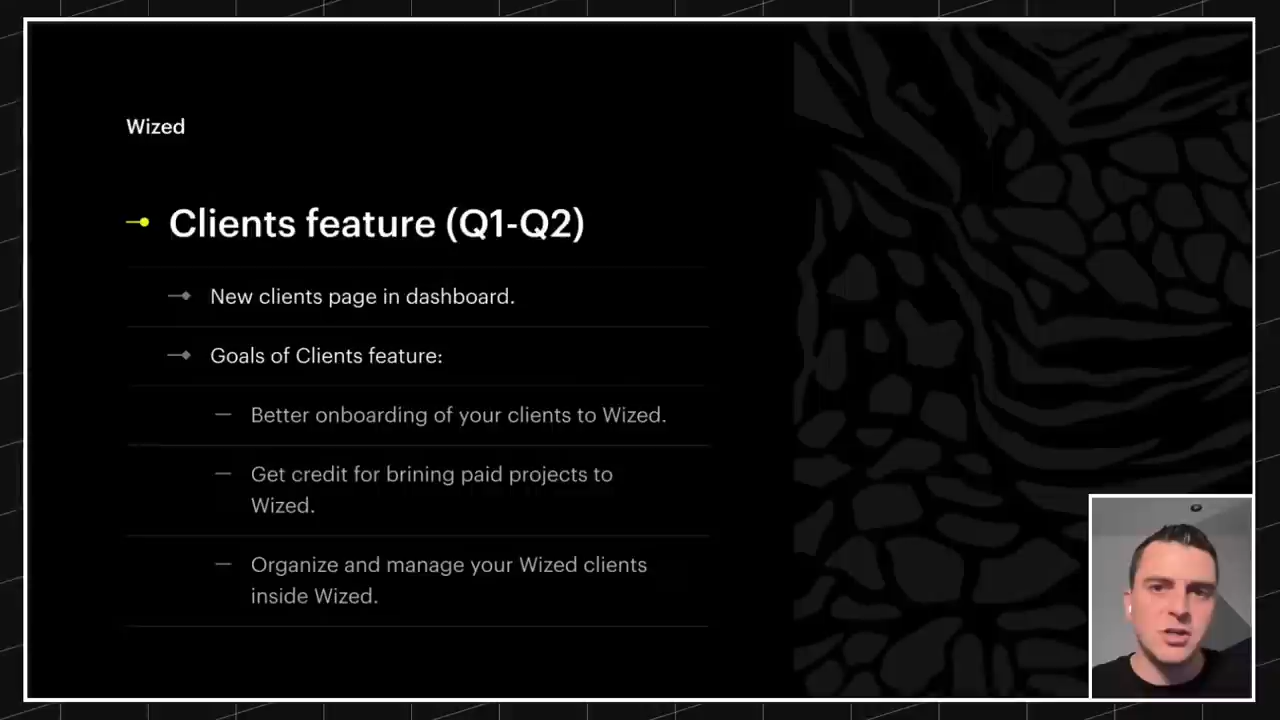 Wized
Clients feature (Q1-Q2)
New clients page in dashboard.
Goals of Clients feature:
Better onboarding of your clients to Wized.
Get credit for brining paid projects to
Wized.
Organize and manage your Wized clients
inside Wized.